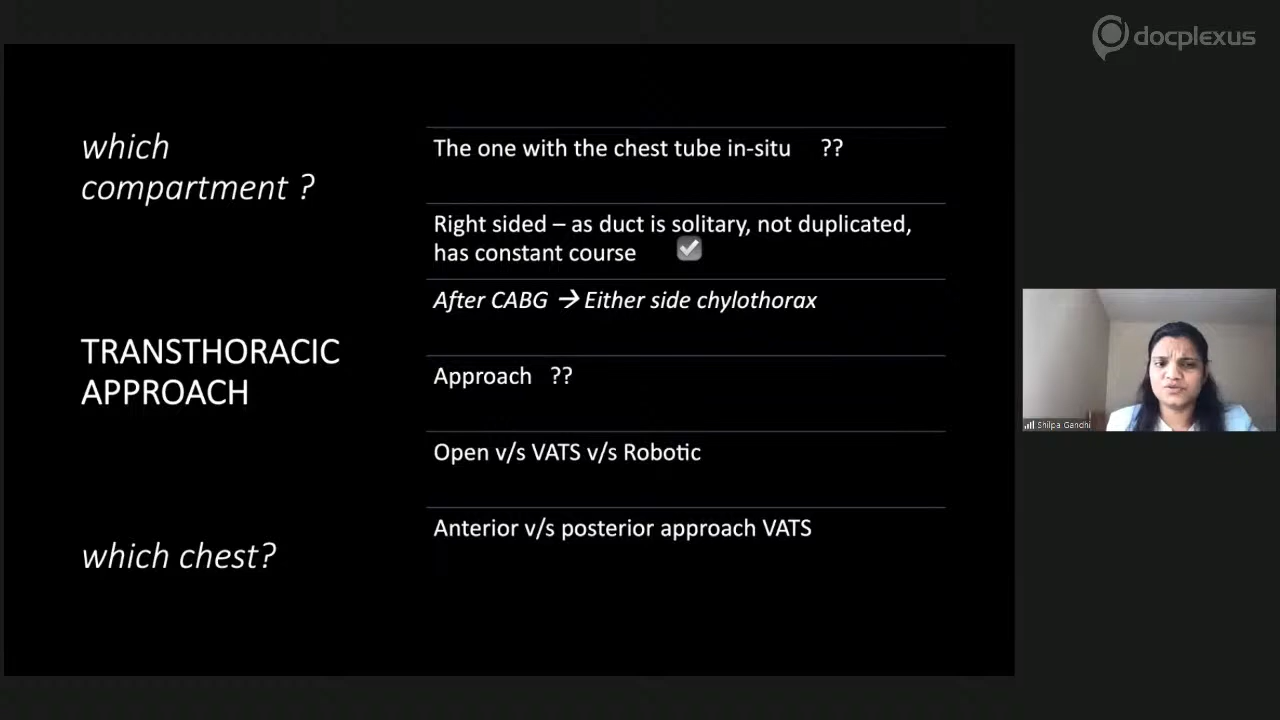 docplexus
which
compartment ?
TRANSTHORACIC
APPROACH
which chest?
The one with the chest tube in-situ ??
Right sided – as duct is solitary, not duplicated,
has constant course
After CABG → Either side chylothorax
Approach ??
Open v/s VATS v/s Robotic
Anterior v/s posterior approach VATS
Shilpa Gandhi